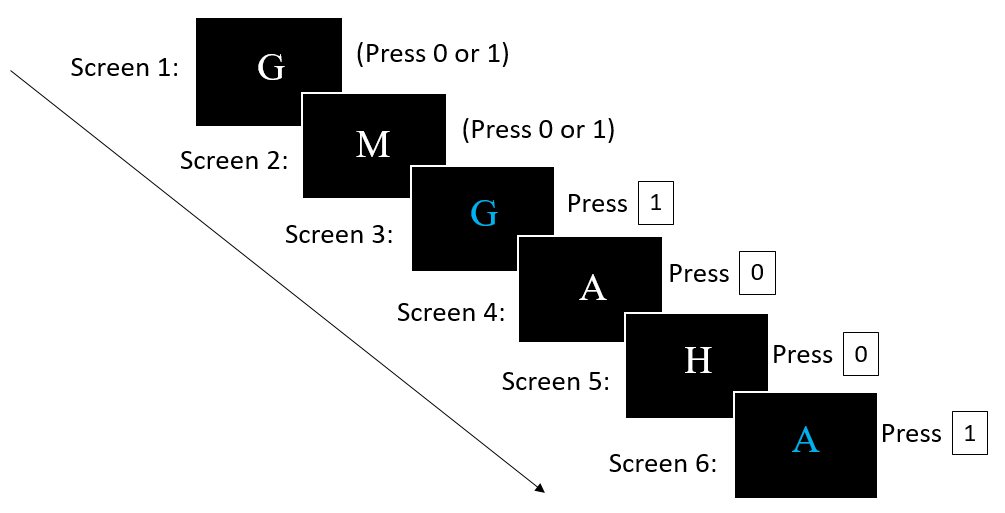 Screen 1: G (Press 0 or 1)
Screen 2: M (Press 0 or 1)
Screen 3: G Press 1
Screen 4: A Press 0
Screen 5: H Press 0
Screen 6: A Press 1